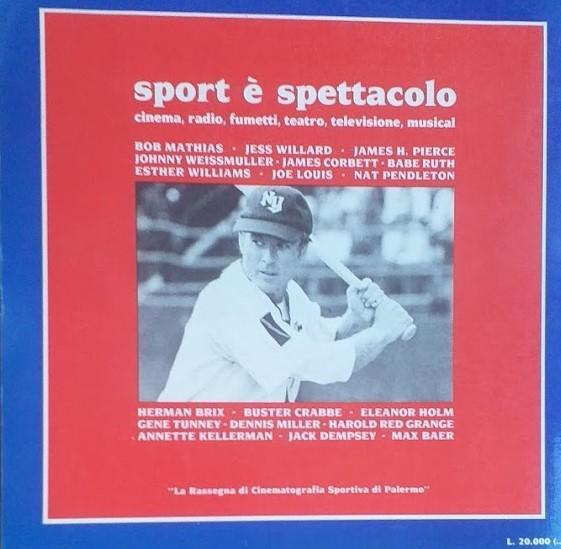 sport è spettacolo
cinema, radio, fumetti, teatro, televisione, musical
BOB MATHIAS · JESS WILLARD · JAMES H. PIERCE
JOHNNY WEISSMULLER · JAMES CORBETT · BABE RUTH
ESTHER WILLIAMS · JOE LOUIS · NAT PENDLETON
NU
HERMAN BRIX · BUSTER CRABBE · ELEANOR HOLM
GENE TUNNEY · DENNIS MILLER · HAROLD RED GRANGE
ANNETTE KELLERMAN · JACK DEMPSEY · MAX BAER
"La Rassegna di Cinematografia Sportiva di Palermo"
L. 20.000 (..